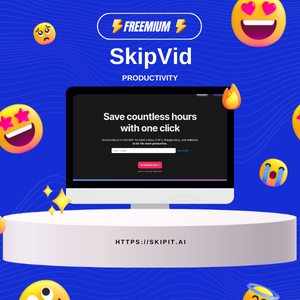 FREEMIUM
SkipVid
PRODUCTIVITY
Save countless hours
with one click
HTTPS://SKIPIT.AI